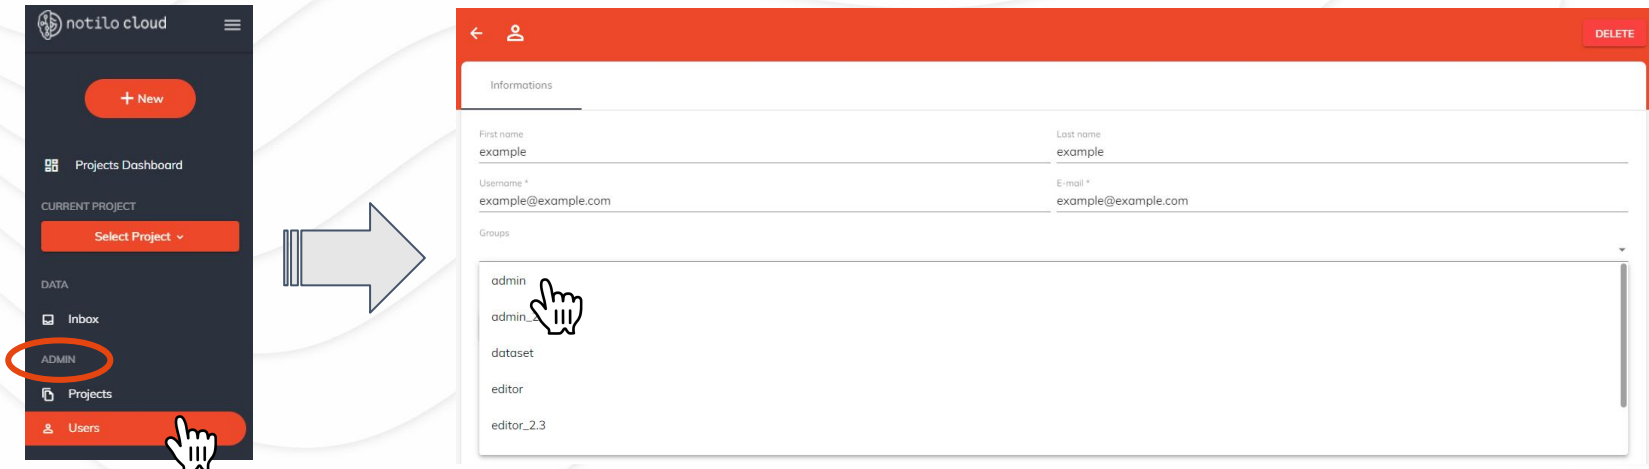 notilo cloud
+ New
Projects Dashboard
CURRENT PROJECT
Select Project
DATA
Inbox
ADMIN
Projects
Users
DELETE
Informations
First name
example
Last name
example
Username *
example@example.com
E-mail *
example@example.com
Groups
admin
dataset
editor
editor_2.3